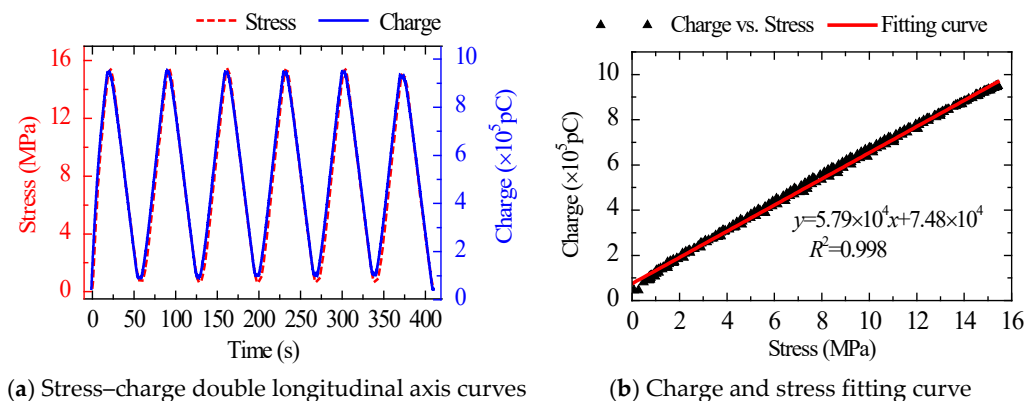 Stress Charge
16
12
8
4
0
Stress (MPa)
10
8
6
4
2
0
Charge (×10⁵pC)
0 50 100 150 200 250 300 350 400
Time (s)
(a) Stress–charge double longitudinal axis curves
Charge vs. Stress Fitting curve
10
8
6
4
2
0
Charge (×10⁵pC)
y=5.79×10⁴x+7.48×10⁴
R²=0.998
0 2 4 6 8 10 12 14 16
Stress (MPa)
(b) Charge and stress fitting curve